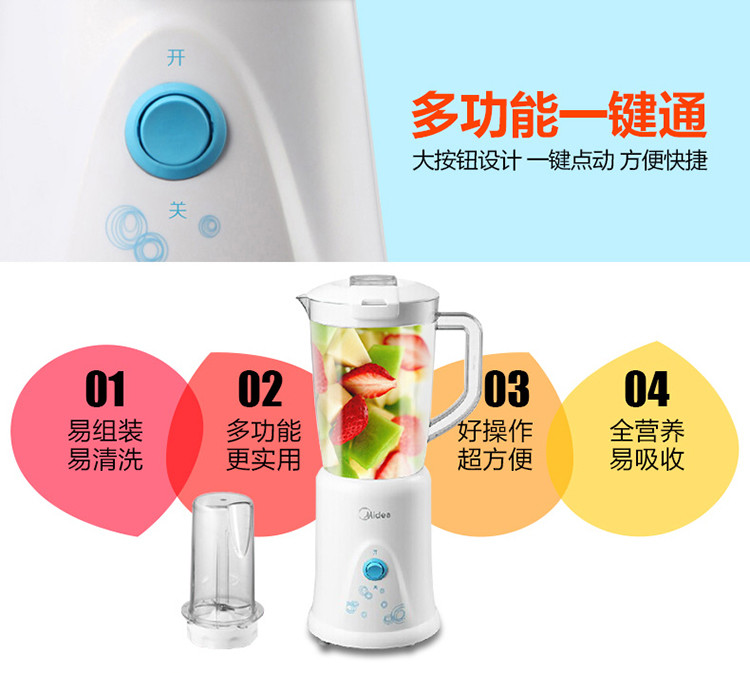 开
关
多功能一键通
大按钮设计 一键点动 方便快捷
01
易组装
易清洗
02
多功能
更实用
03
好操作
超方便
04
全营养
易吸收
Midea
开
关